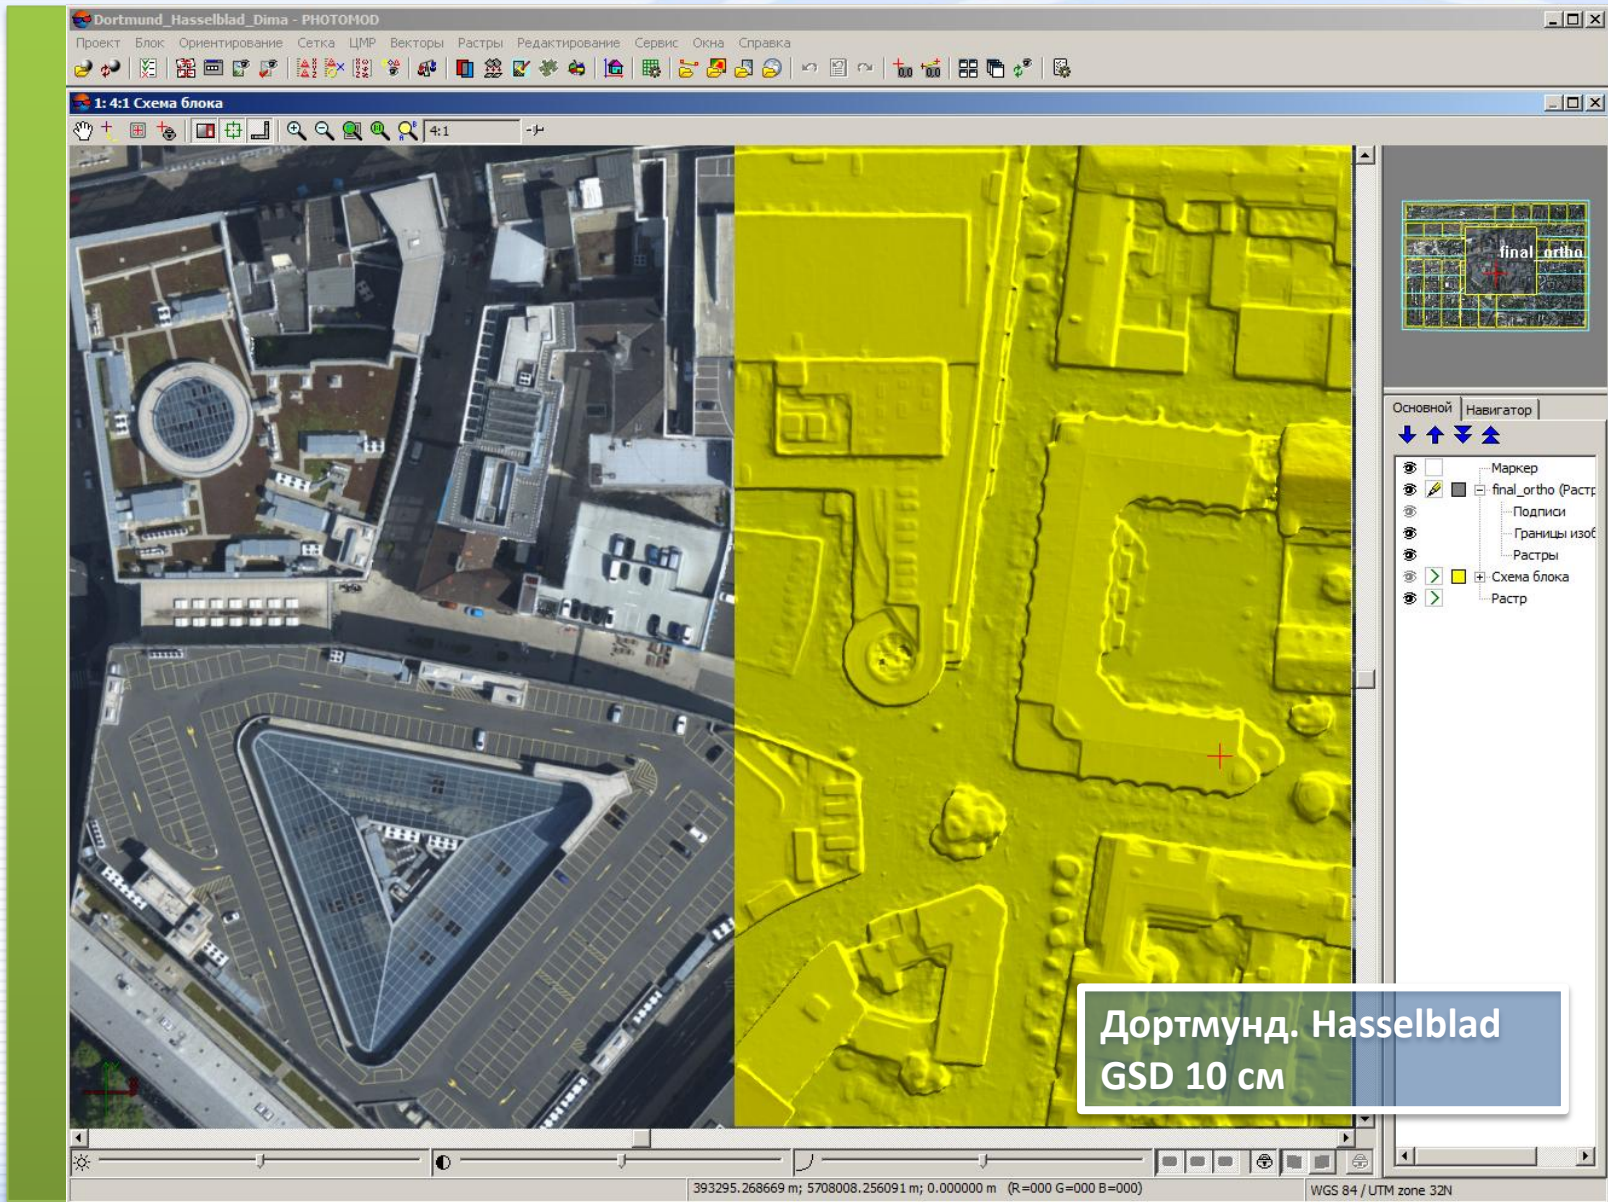 Dortmund_Hasselblad_Dima - PHOTOMOD
Проект Блок Ориентирование Сетка ЦМР Векторы Растры Редактирование Сервис Окна Справка
1: 4:1 Схема блока
4:1
final_ortho
Основной Навигатор
Маркер
final_ortho (Растр
Подписи
Границы изоб
Растры
Схема блока
Растр
Дортмунд. Hasselblad
GSD 10 см
393295.268669 m; 5708008.256091 m; 0.000000 m (R=000 G=000 B=000)
WGS 84 / UTM zone 32N